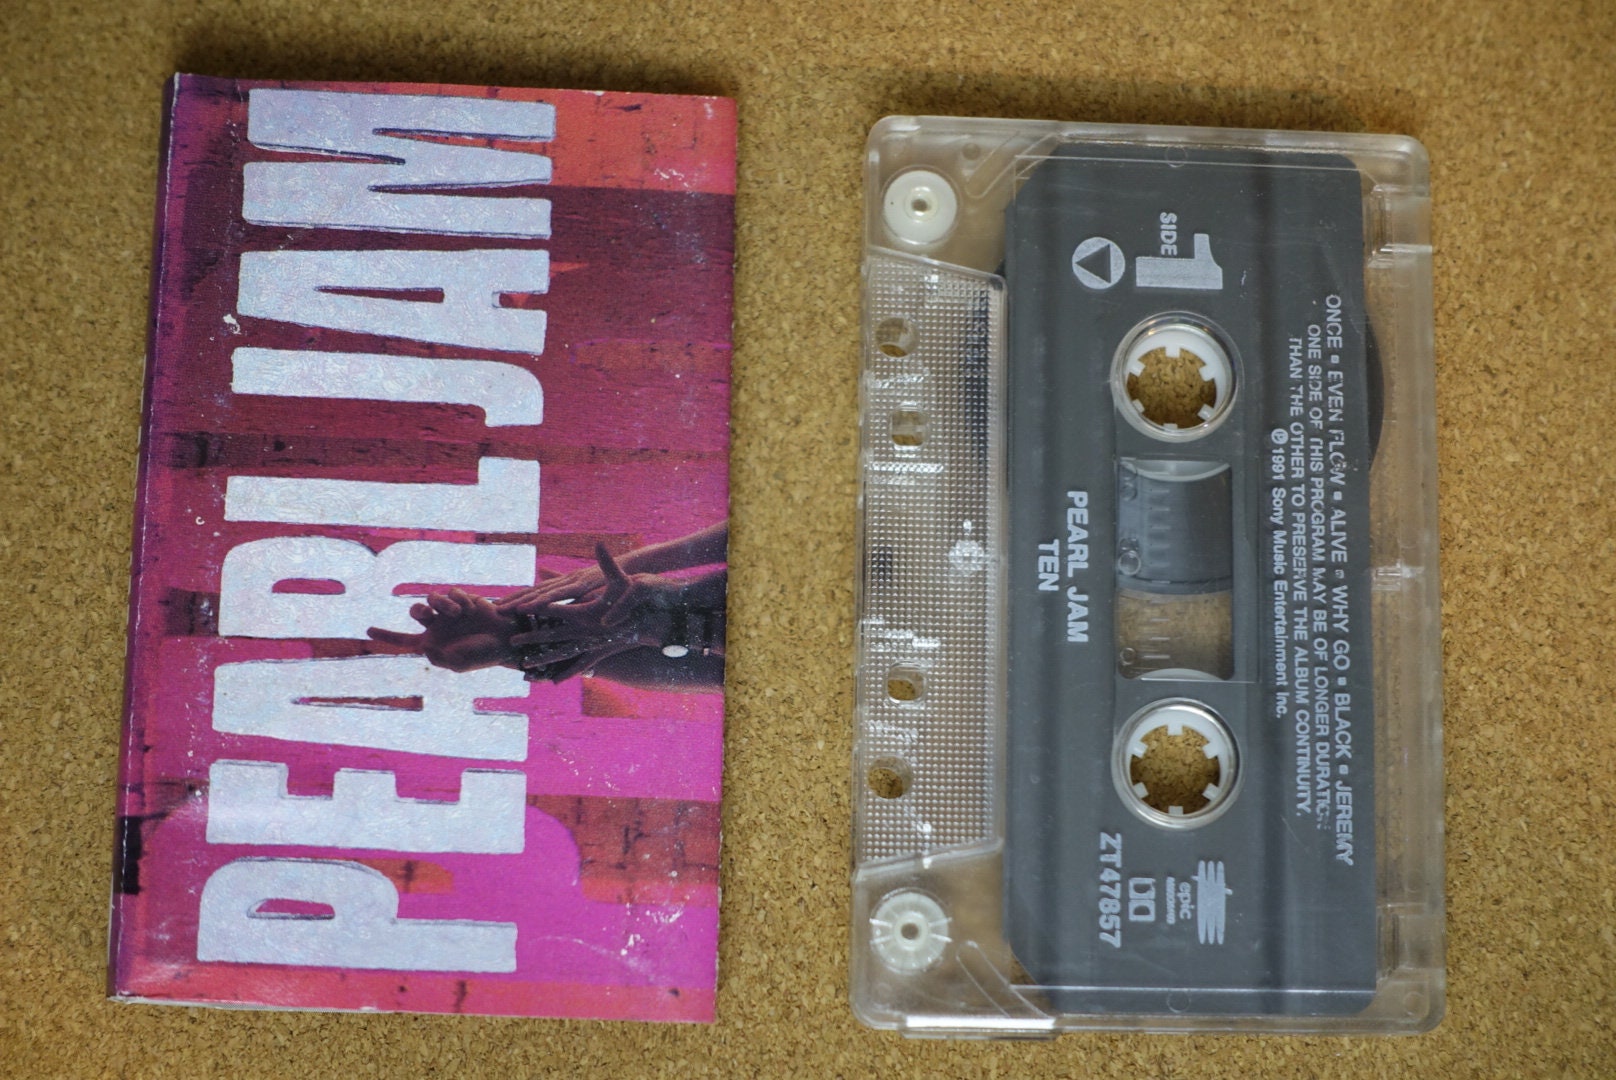 PEARL JAM
SIDE
1
ONCE ▪ EVEN FLOW ▪ ALIVE ▪ WHY GO ▪ BLACK ▪ JEREMY
ONE SIDE OF THIS PROGRAM MAY BE OF LONGER DURATION
THAN THE OTHER TO PRESERVE THE ALBUM CONTINUITY.
℗1991 Sony Music Entertainment Inc.
PEARL JAM
TEN
epic
RECORDS
ZT47857